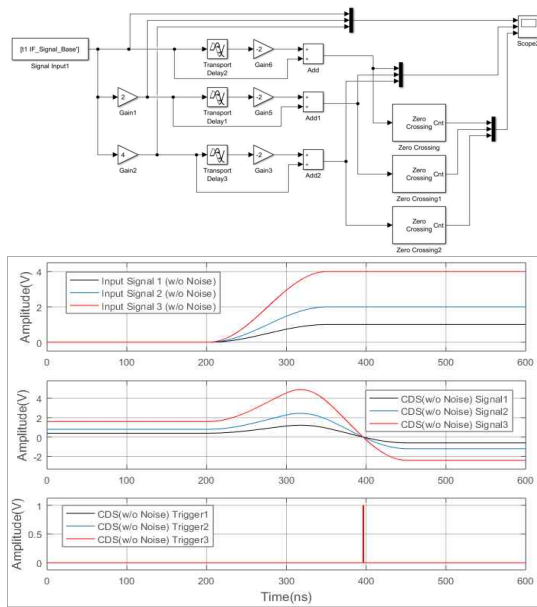 [t1 IF_Signal_Base']
Signal Input1
Transport
Delay2
-2
Gain6
Add
Scope2
2
Gain1
Transport
Delay1
-2
Gain5
Add1
Zero
Crossing
Cnt
Zero Crossing
4
Gain2
Transport
Delay3
-2
Gain3
Add2
Zero
Crossing
Cnt
Zero Crossing1
Zero
Crossing
Cnt
Zero Crossing2
Amplitude(V)
4
2
0
Input Signal 1 (w/o Noise)
Input Signal 2 (w/o Noise)
Input Signal 3 (w/o Noise)
0 100 200 300 400 500 600
Amplitude(V)
4
2
0
-2
CDS(w/o Noise) Signal1
CDS(w/o Noise) Signal2
CDS(w/o Noise) Signal3
0 100 200 300 400 500 600
Amplitude(V)
1
0.5
0
CDS(w/o Noise) Trigger1
CDS(w/o Noise) Trigger2
CDS(w/o Noise) Trigger3
0 100 200 300 400 500 600
Time(ns)